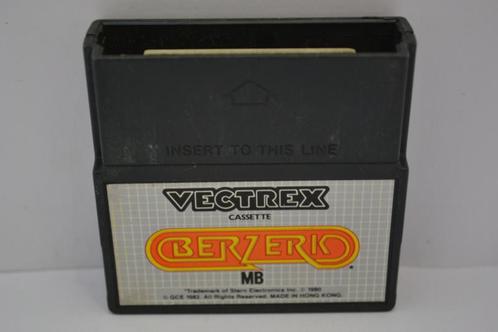 INSERT TO THIS LINE
VECTREX
CASSETTE
BERZERK
MB
"Trademark of Stern Electronics Inc. © 1980
© GCE 1982. All Rights Reserved. MADE IN HONG KONG.